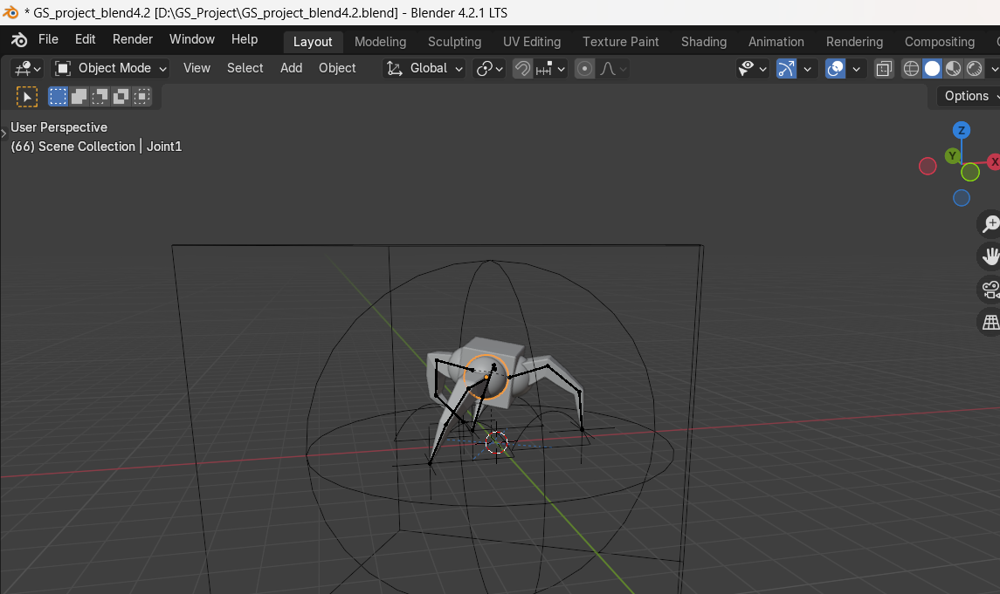 * GS_project_blend4.2 [D:\GS_Project\GS_project_blend4.2.blend] - Blender 4.2.1 LTS
File Edit Render Window Help Layout Modeling Sculpting UV Editing Texture Paint Shading Animation Rendering Compositing
Object Mode View Select Add Object Global
Options
User Perspective
(66) Scene Collection | Joint1
Z
Y
X